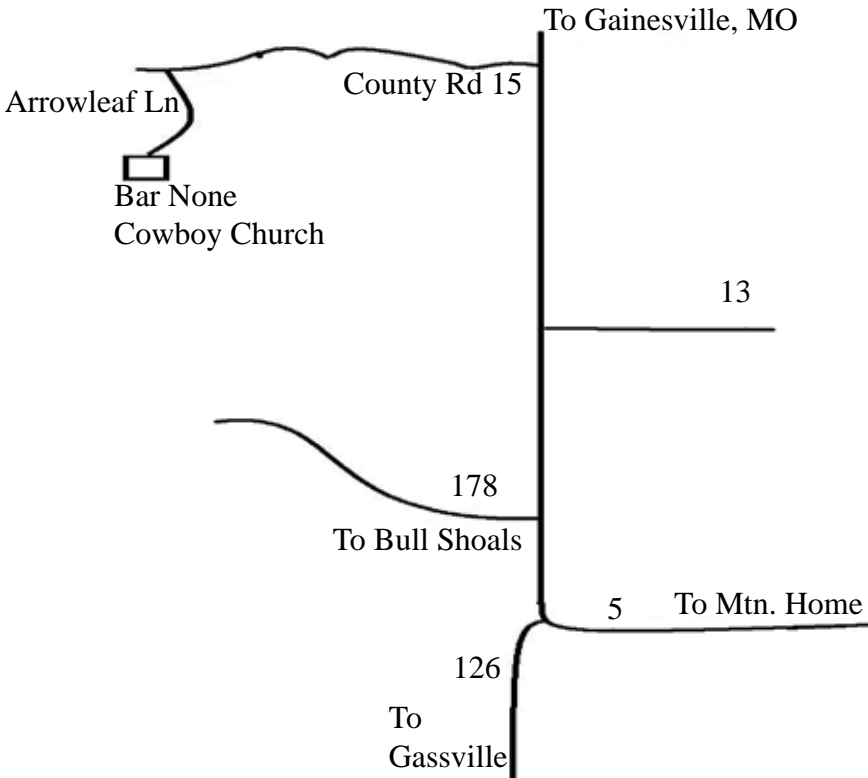 To Gainesville, MO
County Rd 15
Arrowleaf Ln
Bar None
Cowboy Church
13
178
To Bull Shoals
5
To Mtn. Home
126
To
Gassville